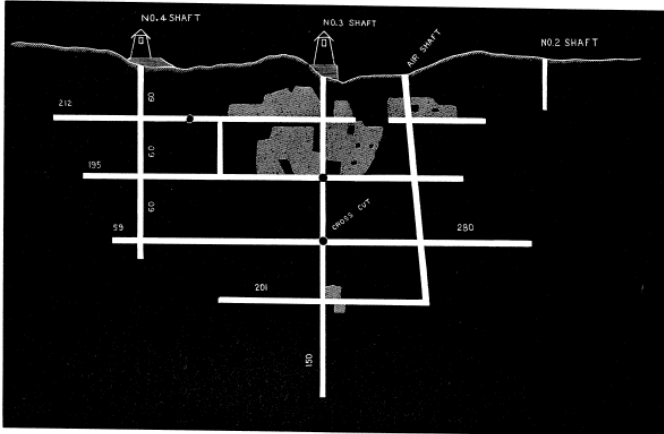 NO.4 SHAFT
NO.3 SHAFT
AIR SHAFT
NO.2 SHAFT
60
212
60
195
60
CROSS CUT
59
280
201
150